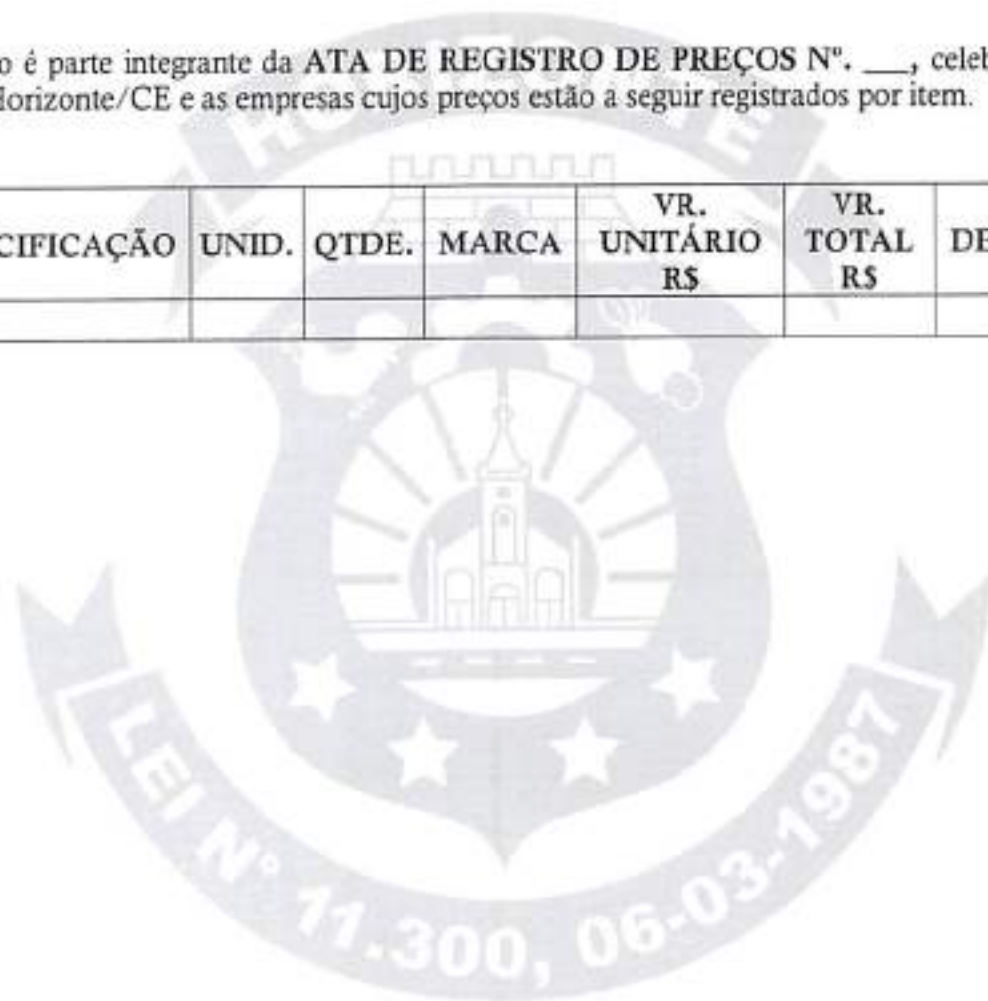 o é parte integrante da ATA DE REGISTRO DE PREÇOS Nº. ___, celeb
Horizonte/CE e as empresas cujos preços estão a seguir registrados por item.
HORIZONTE
CIFICAÇÃO UNID. QTDE. MARCA VR. UNITÁRIO R$ VR. TOTAL R$ DE
LEI Nº 11.300, 06-03-1987